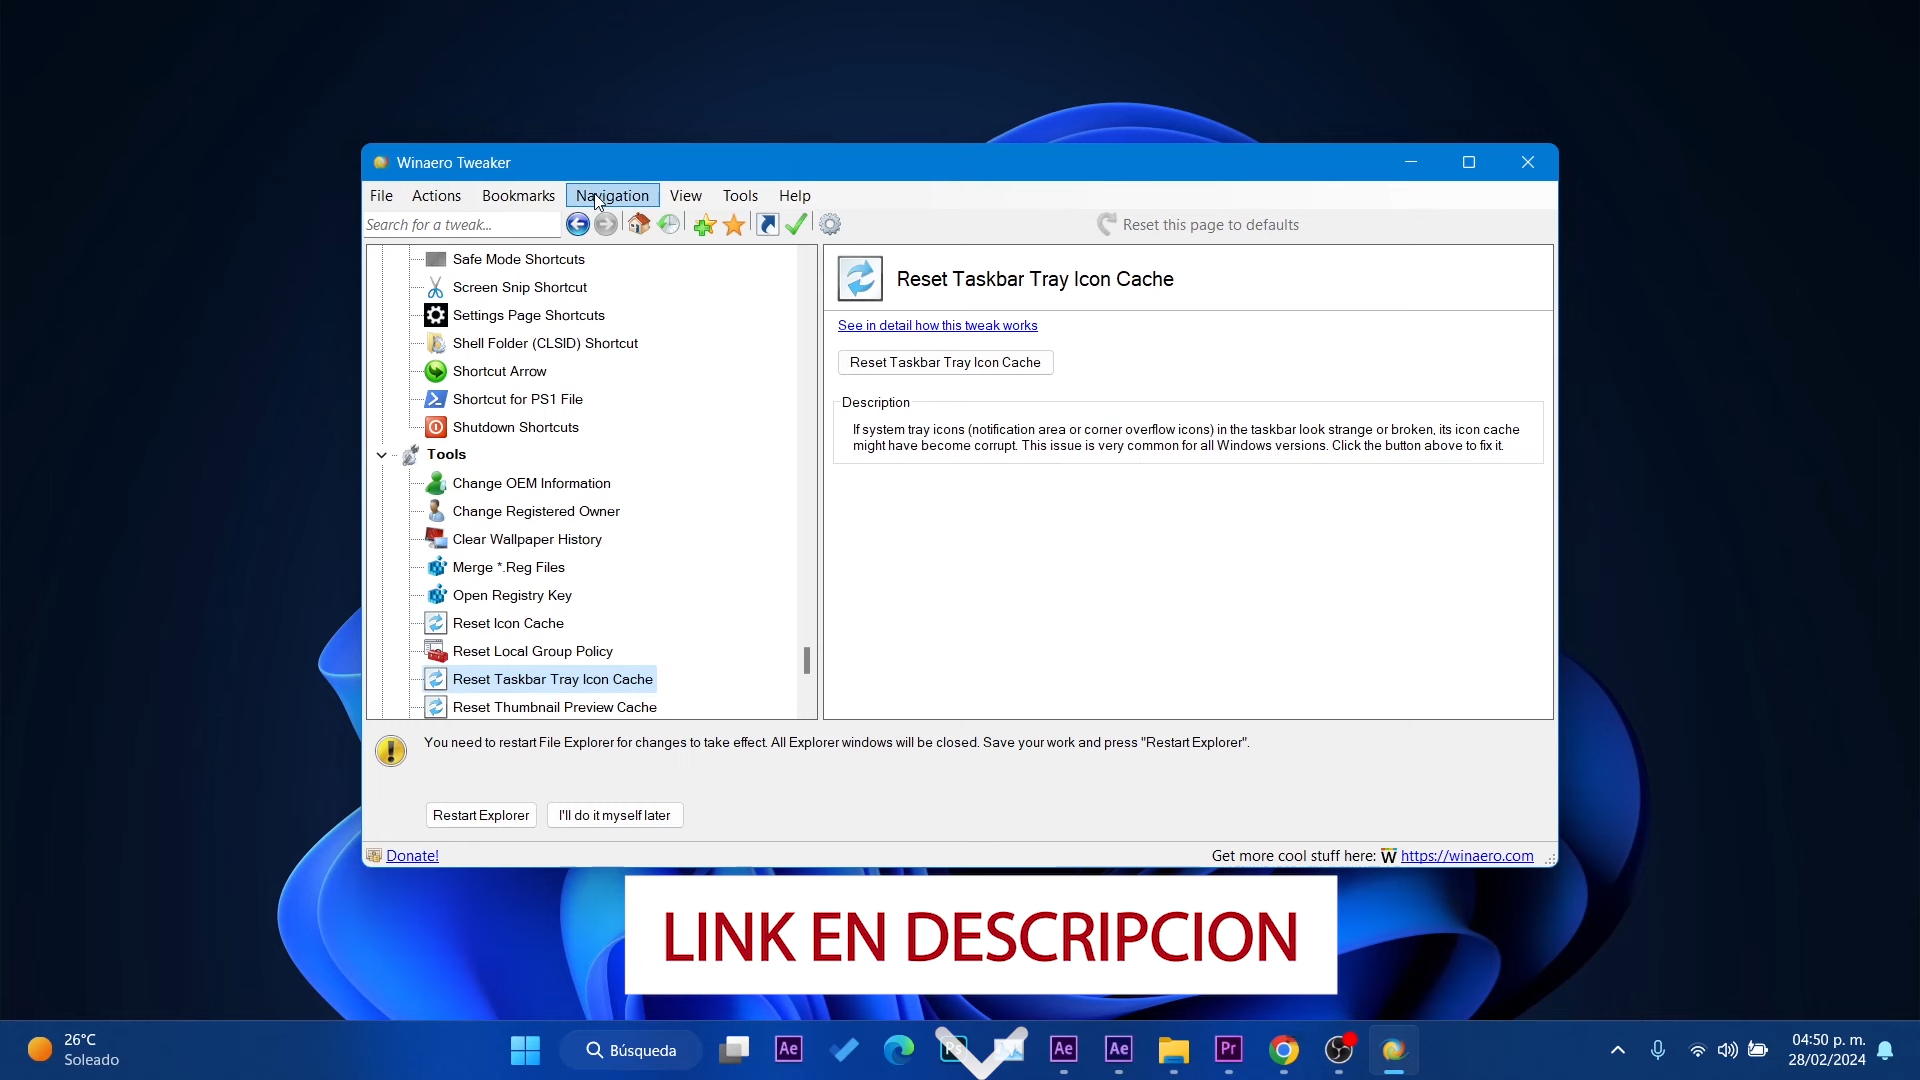 Winaero Tweaker
File Actions Bookmarks Navigation View Tools Help
Search for a tweak...
Reset this page to defaults
Safe Mode Shortcuts
Screen Snip Shortcut
Settings Page Shortcuts
Shell Folder (CLSID) Shortcut
Shortcut Arrow
Shortcut for PS1 File
Shutdown Shortcuts
Tools
Change OEM Information
Change Registered Owner
Clear Wallpaper History
Merge *.Reg Files
Open Registry Key
Reset Icon Cache
Reset Local Group Policy
Reset Taskbar Tray Icon Cache
Reset Thumbnail Preview Cache
Reset Taskbar Tray Icon Cache
See in detail how this tweak works
Reset Taskbar Tray Icon Cache
Description
If system tray icons (notification area or corner overflow icons) in the taskbar look strange or broken, its icon cache
might have become corrupt. This issue is very common for all Windows versions. Click the button above to fix it.
You need to restart File Explorer for changes to take effect. All Explorer windows will be closed. Save your work and press "Restart Explorer".
Restart Explorer
I'll do it myself later
Donate!
Get more cool stuff here: W https://winaero.com
LINK EN DESCRIPCION
26°C
Soleado
Búsqueda
Ae
Ps
Ae
Ae
Pr
04:50 p. m.
28/02/2024